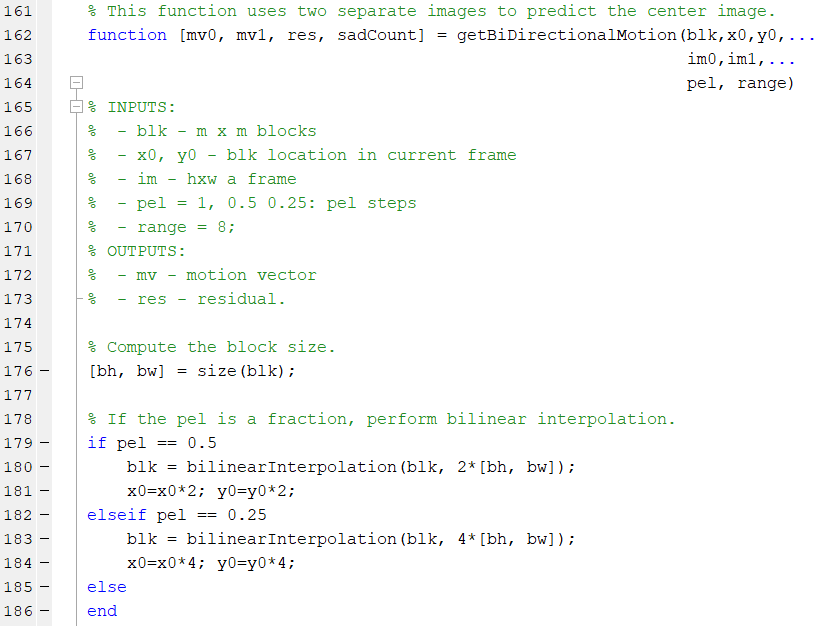 161 % This function uses two separate images to predict the center image.
162 function [mv0, mv1, res, sadCount] = getBiDirectionalMotion(blk,x0,y0,...
163 im0,im1,...
164 pel, range)
165 % INPUTS:
166 % - blk - m x m blocks
167 % - x0, y0 - blk location in current frame
168 % - im - hxw a frame
169 % - pel = 1, 0.5 0.25: pel steps
170 % - range = 8;
171 % OUTPUTS:
172 % - mv - motion vector
173 % - res - residual.
174
175 % Compute the block size.
176 - [bh, bw] = size(blk);
177
178 % If the pel is a fraction, perform bilinear interpolation.
179 - if pel == 0.5
180 - blk = bilinearInterpolation(blk, 2*[bh, bw]);
181 - x0=x0*2; y0=y0*2;
182 - elseif pel == 0.25
183 - blk = bilinearInterpolation(blk, 4*[bh, bw]);
184 - x0=x0*4; y0=y0*4;
185 - else
186 - end